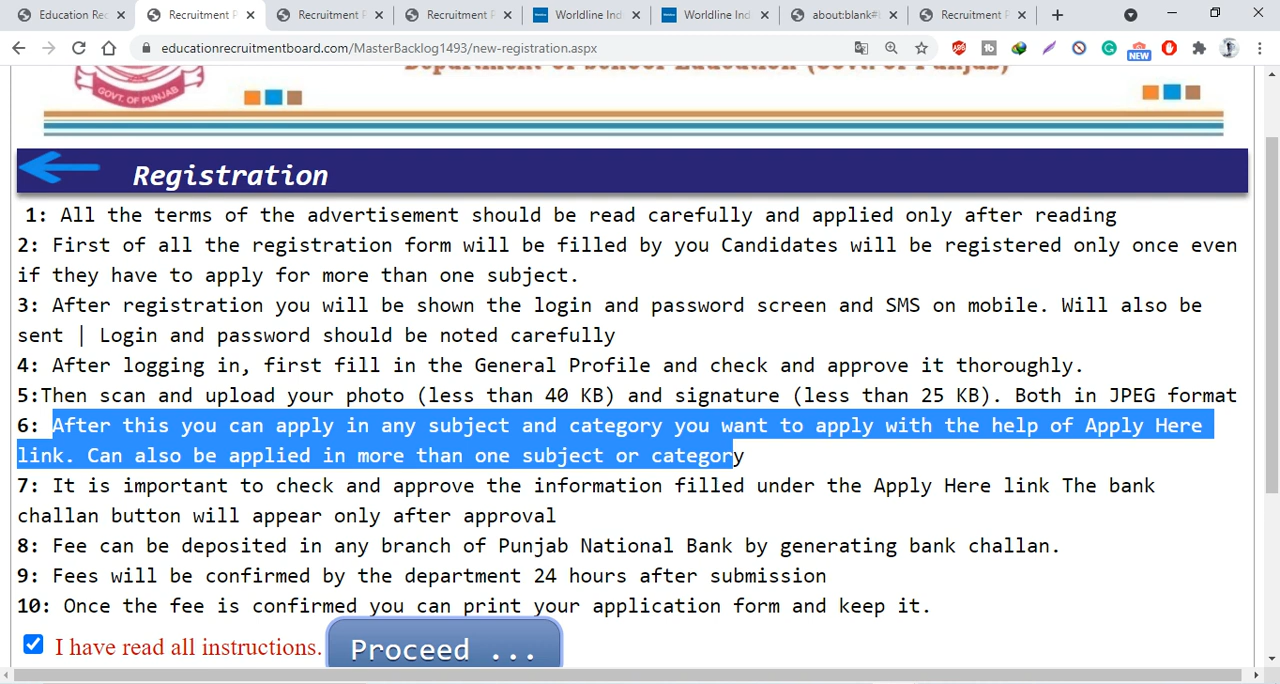 Education Rec
Recruitment P
Recruitment P
Recruitment P
Worldline Ind
Worldline Ind
about:blank#
Recruitment P
educationrecruitmentboard.com/MasterBacklog1493/new-registration.aspx
NEW
GOVT. OF PUNJAB
Department of School Education (Govt. of Punjab)
Registration
1: All the terms of the advertisement should be read carefully and applied only after reading
2: First of all the registration form will be filled by you Candidates will be registered only once even
if they have to apply for more than one subject.
3: After registration you will be shown the login and password screen and SMS on mobile. Will also be
sent | Login and password should be noted carefully
4: After logging in, first fill in the General Profile and check and approve it thoroughly.
5:Then scan and upload your photo (less than 40 KB) and signature (less than 25 KB). Both in JPEG format
6: After this you can apply in any subject and category you want to apply with the help of Apply Here
link. Can also be applied in more than one subject or category
7: It is important to check and approve the information filled under the Apply Here link The bank
challan button will appear only after approval
8: Fee can be deposited in any branch of Punjab National Bank by generating bank challan.
9: Fees will be confirmed by the department 24 hours after submission
10: Once the fee is confirmed you can print your application form and keep it.
I have read all instructions.
Proceed ...